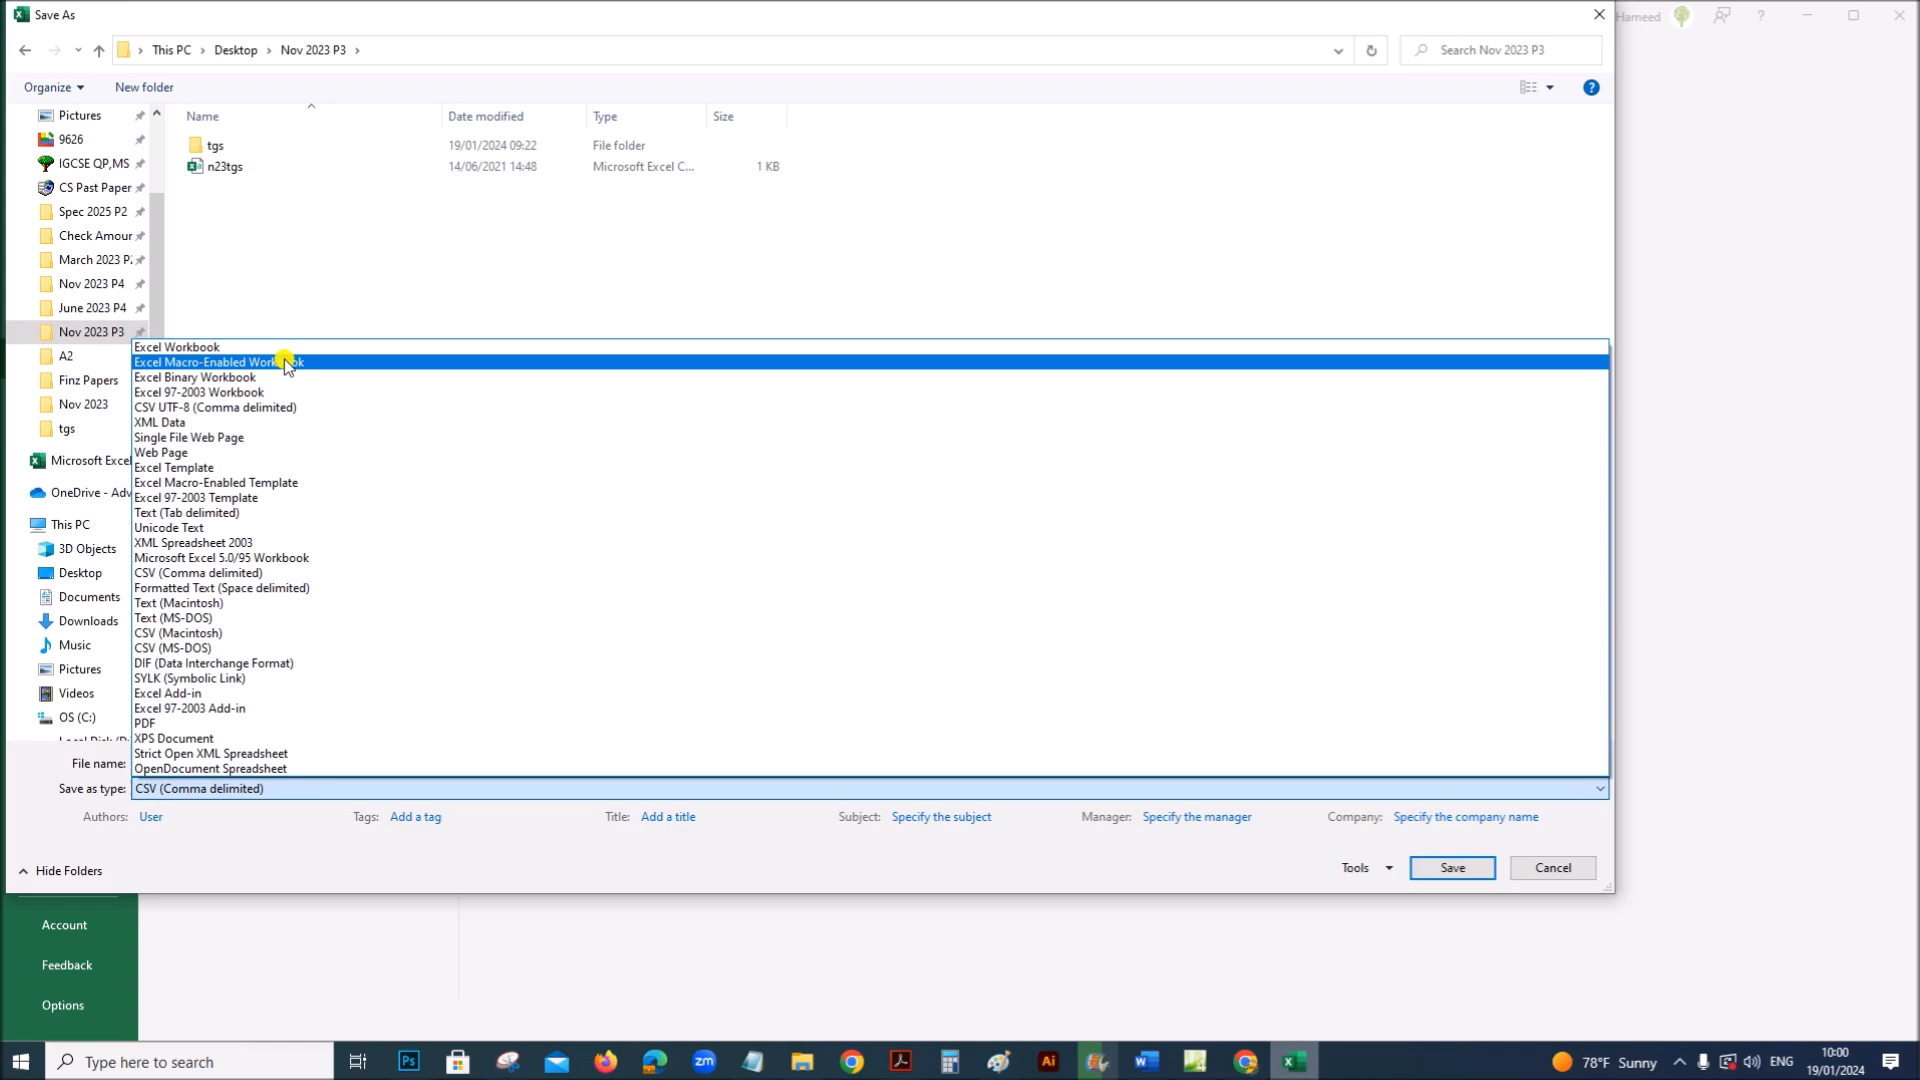 Save As
Hameed
This PC > Desktop > Nov 2023 P3 >
Search Nov 2023 P3
Organize
New folder
Name
Date modified
Type
Size
tgs
19/01/2024 09:22
File folder
n23tgs
14/06/2021 14:48
Microsoft Excel C...
1 KB
Pictures
9626
IGCSE QP,MS
CS Past Paper
Spec 2025 P2
Check Amour
March 2023 P
Nov 2023 P4
June 2023 P4
Nov 2023 P3
A2
Finz Papers
Nov 2023
tgs
Microsoft Excel
OneDrive - Adv
This PC
3D Objects
Desktop
Documents
Downloads
Music
Pictures
Videos
OS (C:)
Excel Workbook
Excel Macro-Enabled Workbook
Excel Binary Workbook
Excel 97-2003 Workbook
CSV UTF-8 (Comma delimited)
XML Data
Single File Web Page
Web Page
Excel Template
Excel Macro-Enabled Template
Excel 97-2003 Template
Text (Tab delimited)
Unicode Text
XML Spreadsheet 2003
Microsoft Excel 5.0/95 Workbook
CSV (Comma delimited)
Formatted Text (Space delimited)
Text (Macintosh)
Text (MS-DOS)
CSV (Macintosh)
CSV (MS-DOS)
DIF (Data Interchange Format)
SYLK (Symbolic Link)
Excel Add-in
Excel 97-2003 Add-in
PDF
XPS Document
Strict Open XML Spreadsheet
OpenDocument Spreadsheet
File name:
Save as type: CSV (Comma delimited)
Authors: User
Tags: Add a tag
Title: Add a title
Subject: Specify the subject
Manager: Specify the manager
Company: Specify the company name
Hide Folders
Tools
Save
Cancel
Account
Feedback
Options
Type here to search
Ps
zm
Ai
78°F Sunny
ENG
10:00
19/01/2024